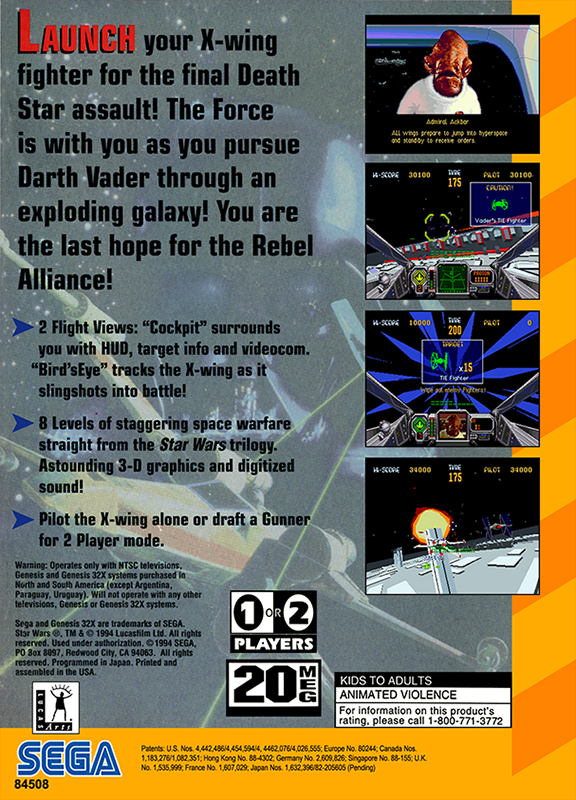 LAUNCH your X-wing
fighter for the final Death
Star assault! The Force
is with you as you pursue
Darth Vader through an
exploding galaxy! You are
the last hope for the Rebel
Alliance!
2 Flight Views: “Cockpit” surrounds
you with HUD, target info and videocom.
“Bird’sEye” tracks the X-wing as it
slingshots into battle!
8 Levels of staggering space warfare
straight from the Star Wars trilogy.
Astounding 3-D graphics and digitized
sound!
Pilot the X-wing alone or draft a Gunner
for 2 Player mode.
Warning: Operates only with NTSC televisions,
Genesis and Genesis 32X systems purchased in
North and South America (except Argentina,
Paraguay, Uruguay). Will not operate with any other
televisions, Genesis or Genesis 32X systems.
Sega and Genesis 32X are trademarks of SEGA.
Star Wars ®, TM & © 1994 Lucasfilm Ltd. All rights
reserved. Used under authorization. © 1994 SEGA,
PO Box 8097, Redwood City, CA 94063. All rights
reserved. Programmed in Japan. Printed and
assembled in the USA.
LUCAS
Arts
1 OR 2
PLAYERS
20 MEG
Admiral Ackbar
All wings prepare to jump into hyperspace
and standby to receive orders.
HI-SCORE 30100 TIME PILOT 30100
175
CAUTION!
Vader's TIE Fighter
PROTON
HI-SCORE 10000 TIME PILOT 0
200
TARGET
x15
TIE Fighter
Wipe out enemy Fighters!
HI-SCORE 34000 TIME PILOT 34000
175
KIDS TO ADULTS
ANIMATED VIOLENCE
For information on this product's
rating, please call 1-800-771-3772
SEGA
84508
Patents: U.S. Nos. 4,442,486/4,454,594/4, 4462,076/4,026,555; Europe No. 80244; Canada Nos.
1,183,276/1,082,351; Hong Kong No. 88-4302; Germany No. 2,609,826; Singapore No. 88-155; U.K.
No. 1,535,999; France No. 1,607,029; Japan Nos. 1,632,396/82-205605 (Pending)